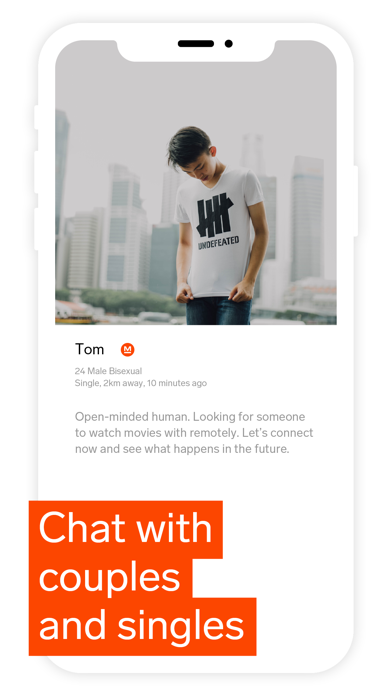 UNDEFEATED
Tom
24 Male Bisexual
Single, 2km away, 10 minutes ago
Open-minded human. Looking for someone
to watch movies with remotely. Let's connect
now and see what happens in the future.
Chat with
couples
and singles